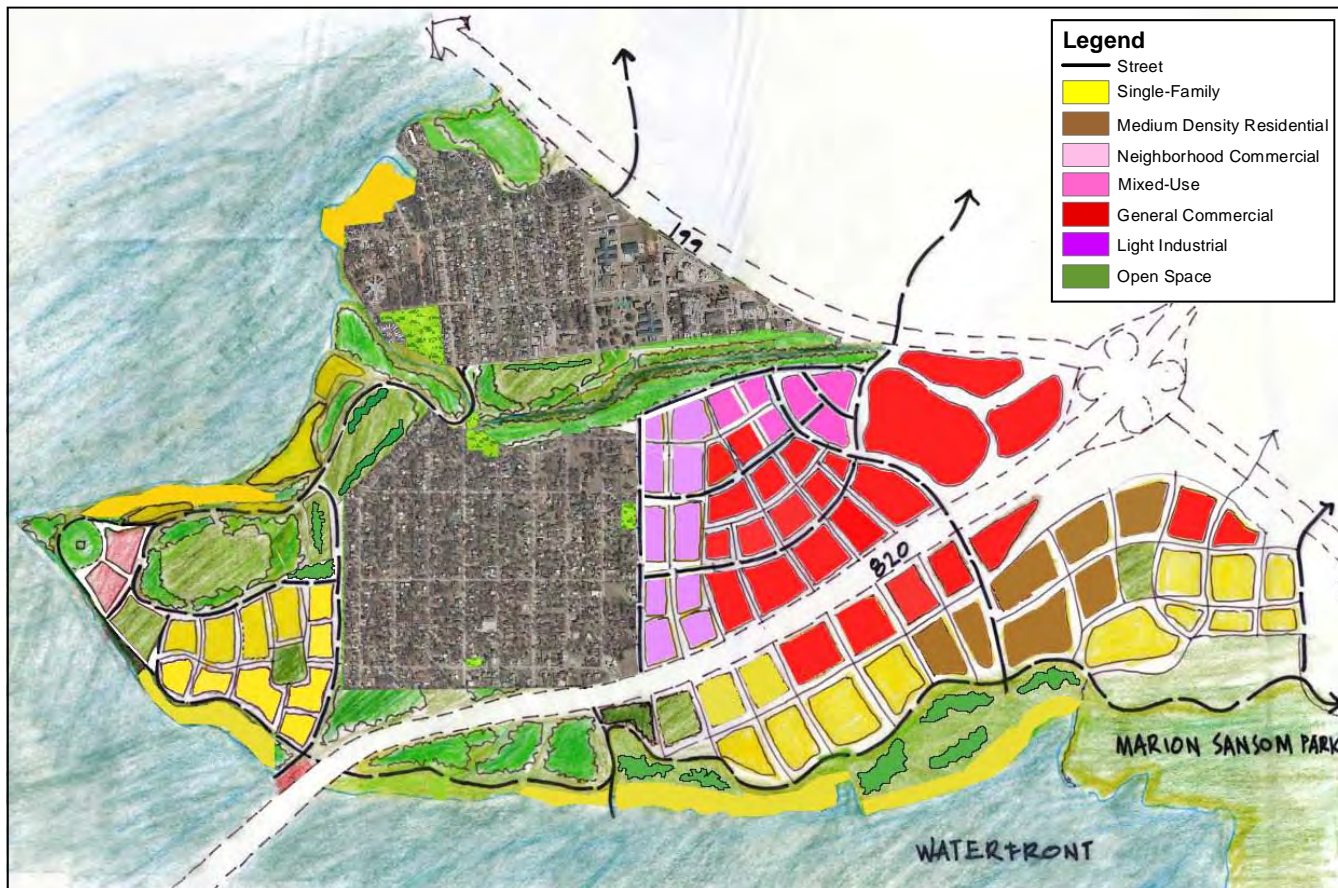 Legend
Street
Single-Family
Medium Density Residential
Neighborhood Commercial
Mixed-Use
General Commercial
Light Industrial
Open Space
199
820
MARION SANSOM PARK
WATERFRONT